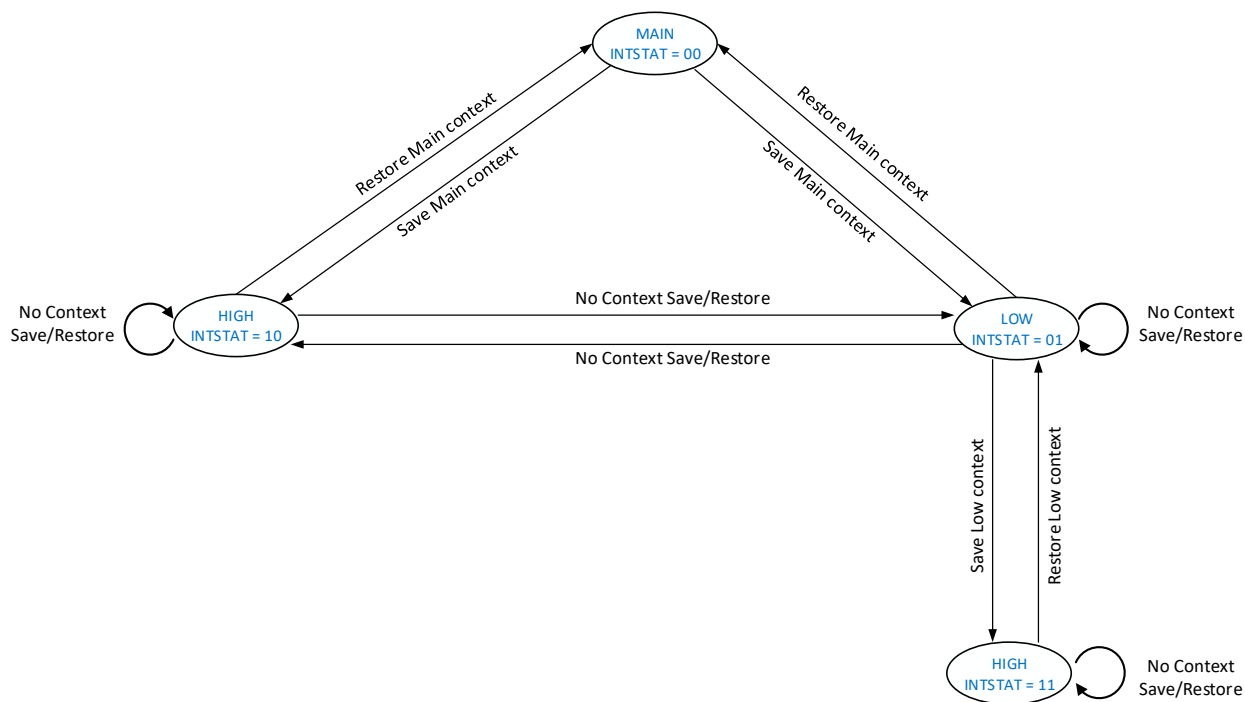 MAIN
INTSTAT = 00
Restore Main context
Save Main context
Save Main context
Restore Main context
No Context
Save/Restore
HIGH
INTSTAT = 10
No Context Save/Restore
No Context Save/Restore
LOW
INTSTAT = 01
No Context
Save/Restore
Save Low context
Restore Low context
HIGH
INTSTAT = 11
No Context
Save/Restore